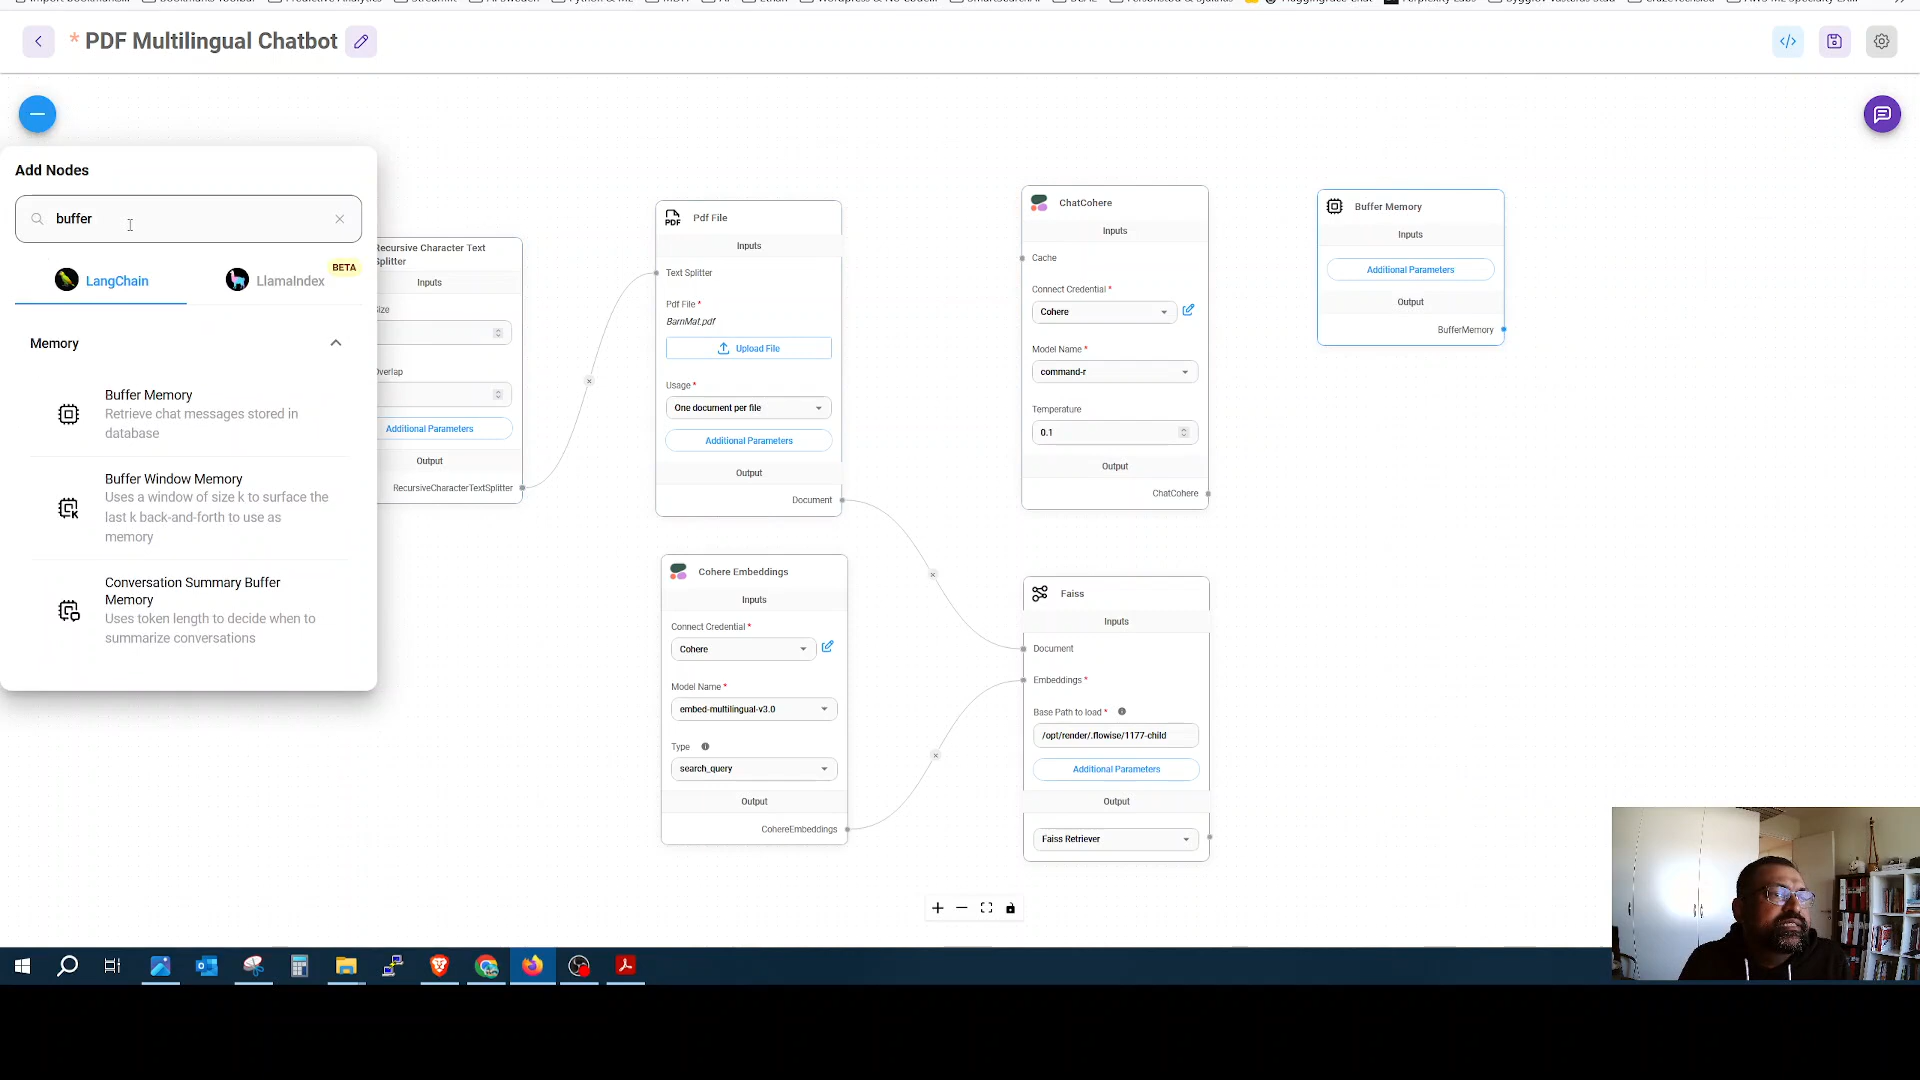 * PDF Multilingual Chatbot
Add Nodes
buffer
LangChain
LlamaIndex
BETA
Memory
Buffer Memory
Retrieve chat messages stored in
database
Buffer Window Memory
Uses a window of size k to surface the
last k back-and-forth to use as
memory
Conversation Summary Buffer
Memory
Uses token length to decide when to
summarize conversations
Recursive Character Text
Splitter
Inputs
Size
Overlap
Additional Parameters
Output
RecursiveCharacterTextSplitter
PDF
Pdf File
Inputs
Text Splitter
Pdf File *
BarnMat.pdf
Upload File
Usage *
One document per file
Additional Parameters
Output
Document
Cohere Embeddings
Inputs
Connect Credential *
Cohere
Model Name *
embed-multilingual-v3.0
Type
search_query
Output
CohereEmbeddings
ChatCohere
Inputs
Cache
Connect Credential *
Cohere
Model Name *
command-r
Temperature
0.1
Output
ChatCohere
Faiss
Inputs
Document
Embeddings *
Base Path to load *
/opt/render/.flowise/1177-child
Additional Parameters
Output
Faiss Retriever
Buffer Memory
Inputs
Additional Parameters
Output
BufferMemory